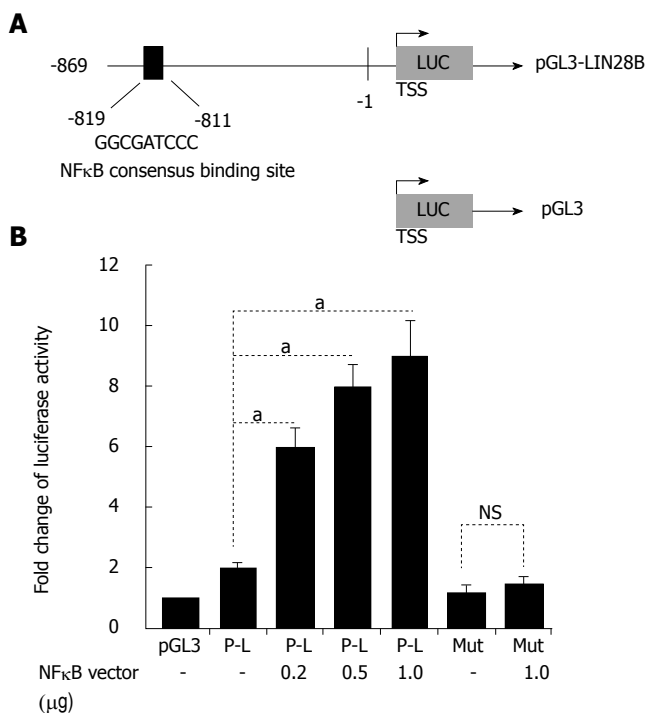 A
-869
LUC
pGL3-LIN28B
TSS
-1
-819
-811
GGCGATCCC
NFκB consensus binding site
LUC
pGL3
TSS
B
Fold change of luciferase activity
12
10
8
6
4
2
0
a
a
a
NS
pGL3 P-L P-L P-L P-L Mut Mut
NFκB vector - - 0.2 0.5 1.0 - 1.0
(μg)